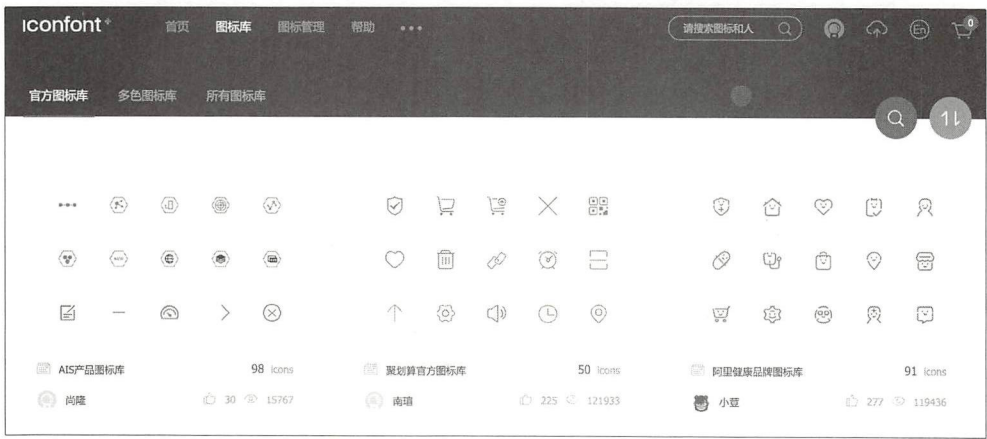 iconfont+ 首页 图标库 图标管理 帮助 ••• 请搜索图标和人 En 0
官方图标库 多色图标库 所有图标库
AIS产品图标库 98 icons
尚隆 30 15767
聚划算官方图标库 50 icons
南琋 225 121933
阿里健康品牌图标库 91 icons
小荳 277 119436